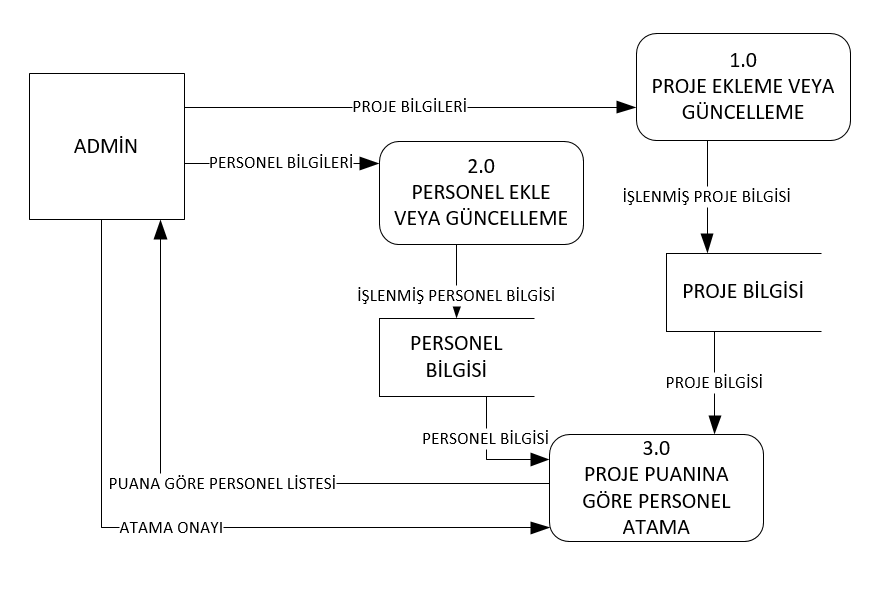 1.0
PROJE EKLEME VEYA
GÜNCELLEME
ADMİN
PROJE BİLGİLERİ
PERSONEL BİLGİLERİ
2.0
PERSONEL EKLE
VEYA GÜNCELLEME
İŞLENMİŞ PROJE BİLGİSİ
PROJE BİLGİSİ
İŞLENMİŞ PERSONEL BİLGİSİ
PERSONEL
BİLGİSİ
PROJE BİLGİSİ
PERSONEL BİLGİSİ
3.0
PROJE PUANINA
GÖRE PERSONEL
ATAMA
PUANA GÖRE PERSONEL LİSTESİ
ATAMA ONAYI